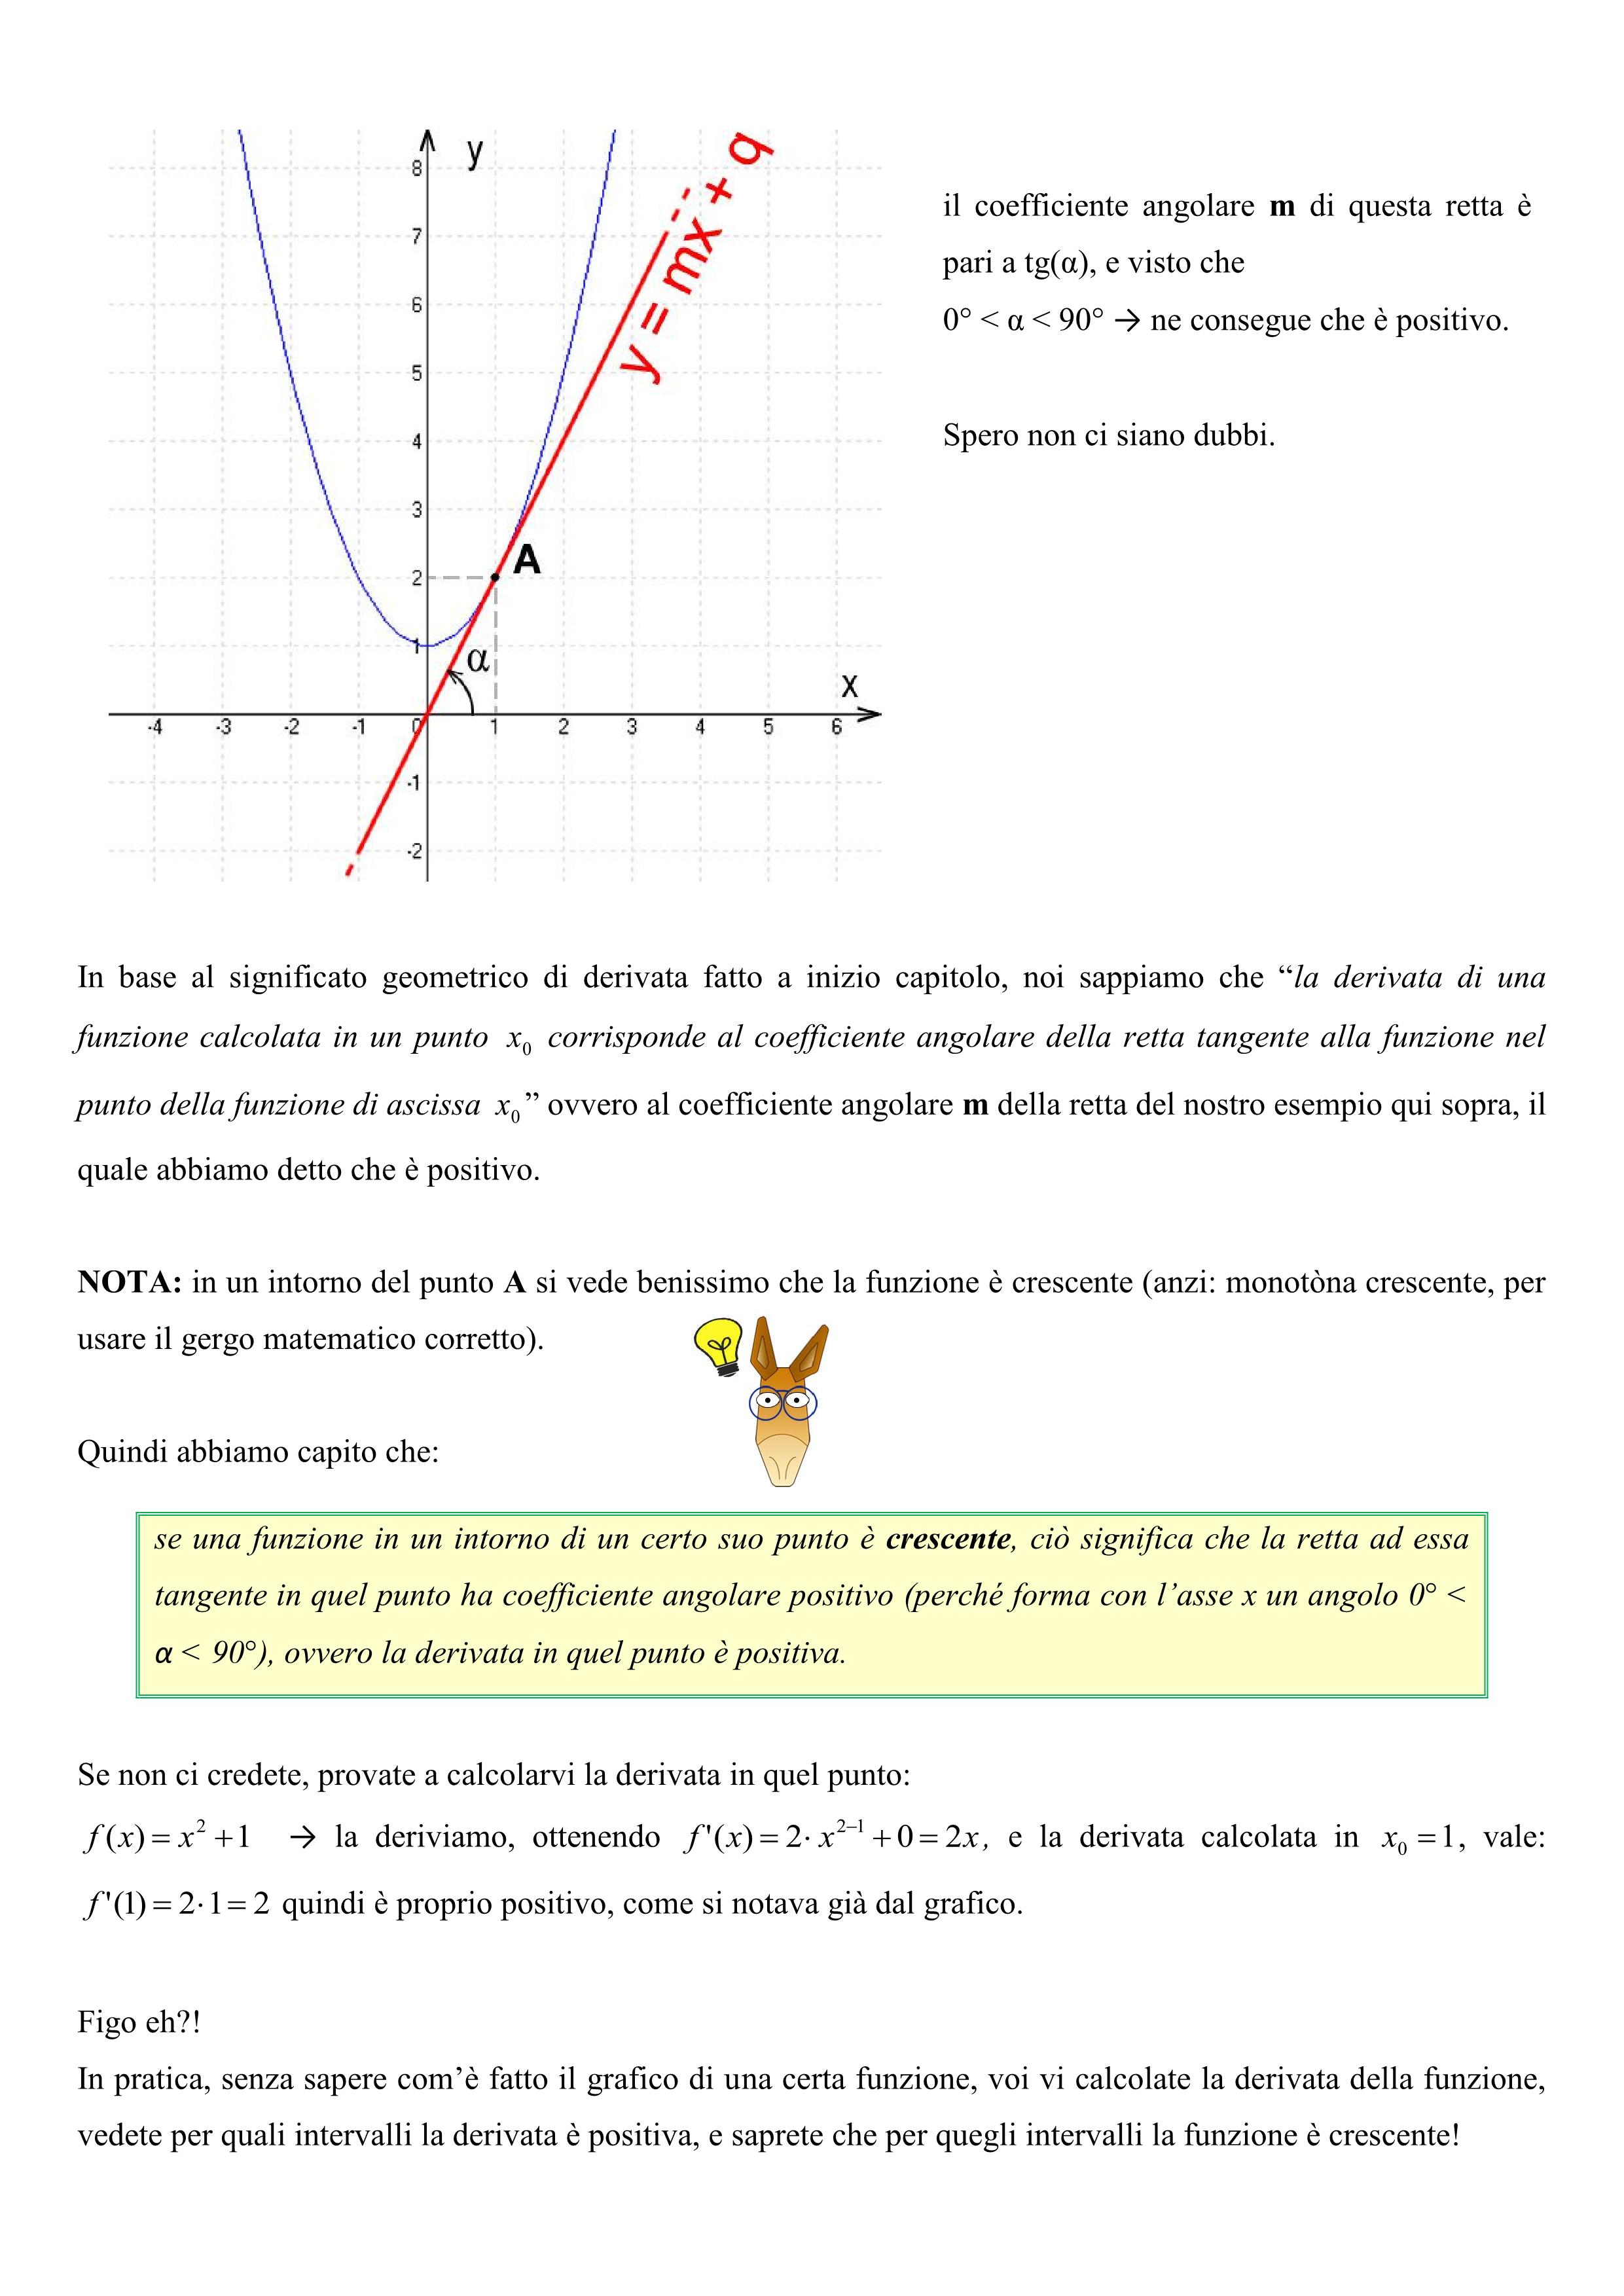 y
8
7
6
5
4
3
2
1
-1
-2
-4 -3 -2 -1 0 1 2 3 4 5 6
x
α
A
y = mx + q
il coefficiente angolare m di questa retta è
pari a tg(α), e visto che
0° < α < 90° → ne consegue che è positivo.
Spero non ci siano dubbi.
In base al significato geometrico di derivata fatto a inizio capitolo, noi sappiamo che “la derivata di una
funzione calcolata in un punto x₀ corrisponde al coefficiente angolare della retta tangente alla funzione nel
punto della funzione di ascissa x₀” ovvero al coefficiente angolare m della retta del nostro esempio qui sopra, il
quale abbiamo detto che è positivo.
NOTA: in un intorno del punto A si vede benissimo che la funzione è crescente (anzi: monotòna crescente, per
usare il gergo matematico corretto).
Quindi abbiamo capito che:
se una funzione in un intorno di un certo suo punto è crescente, ciò significa che la retta ad essa
tangente in quel punto ha coefficiente angolare positivo (perché forma con l’asse x un angolo 0° <
α < 90°), ovvero la derivata in quel punto è positiva.
Se non ci credete, provate a calcolarvi la derivata in quel punto:
f(x) = x² + 1 → la deriviamo, ottenendo f'(x) = 2· x²⁻¹ + 0 = 2x, e la derivata calcolata in x₀ = 1, vale:
f'(1) = 2·1 = 2 quindi è proprio positivo, come si notava già dal grafico.
Figo eh?!
In pratica, senza sapere com’è fatto il grafico di una certa funzione, voi vi calcolate la derivata della funzione,
vedete per quali intervalli la derivata è positiva, e saprete che per quegli intervalli la funzione è crescente!